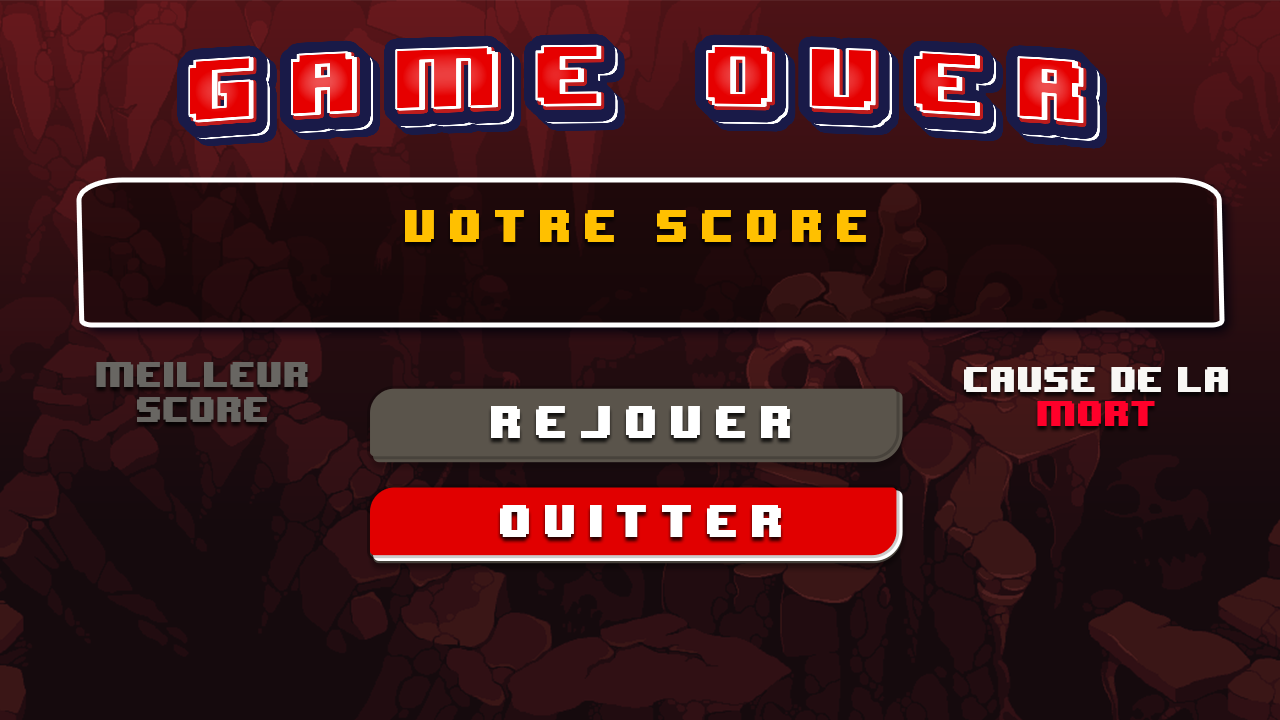 GAME OVER
VOTRE SCORE
MEILLEUR
SCORE
CAUSE DE LA
MORT
REJOUER
QUITTER